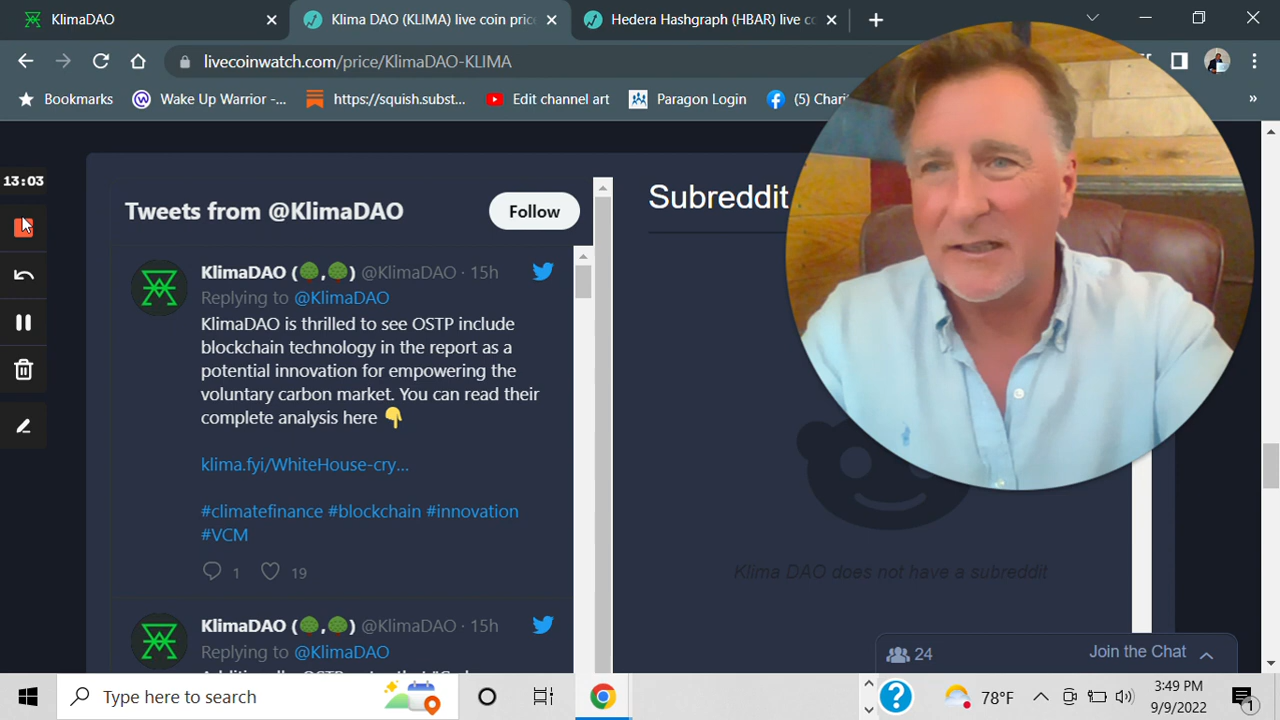 KlimaDAO
Klima DAO (KLIMA) live coin pric
Hedera Hashgraph (HBAR) live co
livecoinwatch.com/price/KlimaDAO-KLIMA
Bookmarks
Wake Up Warrior -...
https://squish.subst...
Edit channel art
Paragon Login
(5) Chari
»
13:03
Tweets from @KlimaDAO
Follow
Subreddit
KlimaDAO (🌳,🌳) @KlimaDAO · 15h
Replying to @KlimaDAO
KlimaDAO is thrilled to see OSTP include
blockchain technology in the report as a
potential innovation for empowering the
voluntary carbon market. You can read their
complete analysis here 👇
klima.fyi/WhiteHouse-cry...
#climatefinance #blockchain #innovation
#VCM
1
19
Klima DAO does not have a subreddit
KlimaDAO (🌳,🌳) @KlimaDAO · 15h
Replying to @KlimaDAO
24
Join the Chat
Type here to search
78°F
3:49 PM
9/9/2022
1